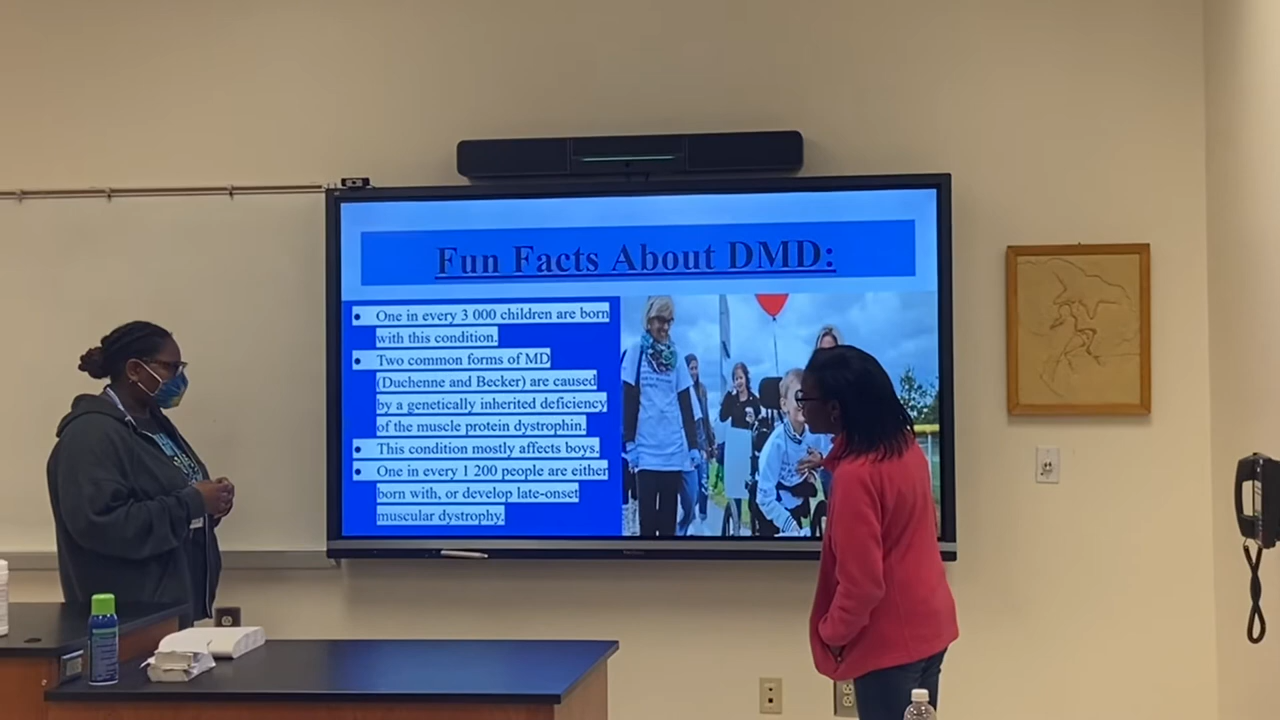 Fun Facts About DMD:
● One in every 3 000 children are born
with this condition.
● Two common forms of MD
(Duchenne and Becker) are caused
by a genetically inherited deficiency
of the muscle protein dystrophin.
● This condition mostly affects boys.
● One in every 1 200 people are either
born with, or develop late-onset
muscular dystrophy.